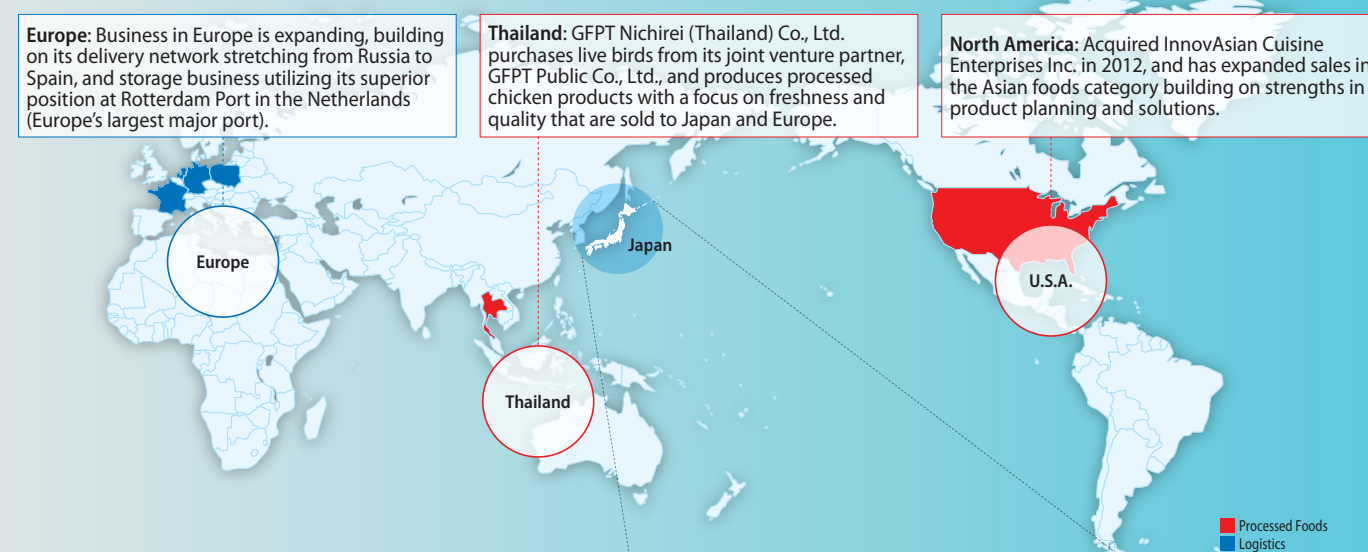 Europe: Business in Europe is expanding, building
on its delivery network stretching from Russia to
Spain, and storage business utilizing its superior
position at Rotterdam Port in the Netherlands
(Europe's largest major port).
Thailand: GFPT Nichirei (Thailand) Co., Ltd.
purchases live birds from its joint venture partner,
GFPT Public Co., Ltd., and produces processed
chicken products with a focus on freshness and
quality that are sold to Japan and Europe.
North America: Acquired InnovAsian Cuisine
Enterprises Inc. in 2012, and has expanded sales in
the Asian foods category building on strengths in
product planning and solutions.
Europe
Japan
U.S.A.
Thailand
Processed Foods
Logistics